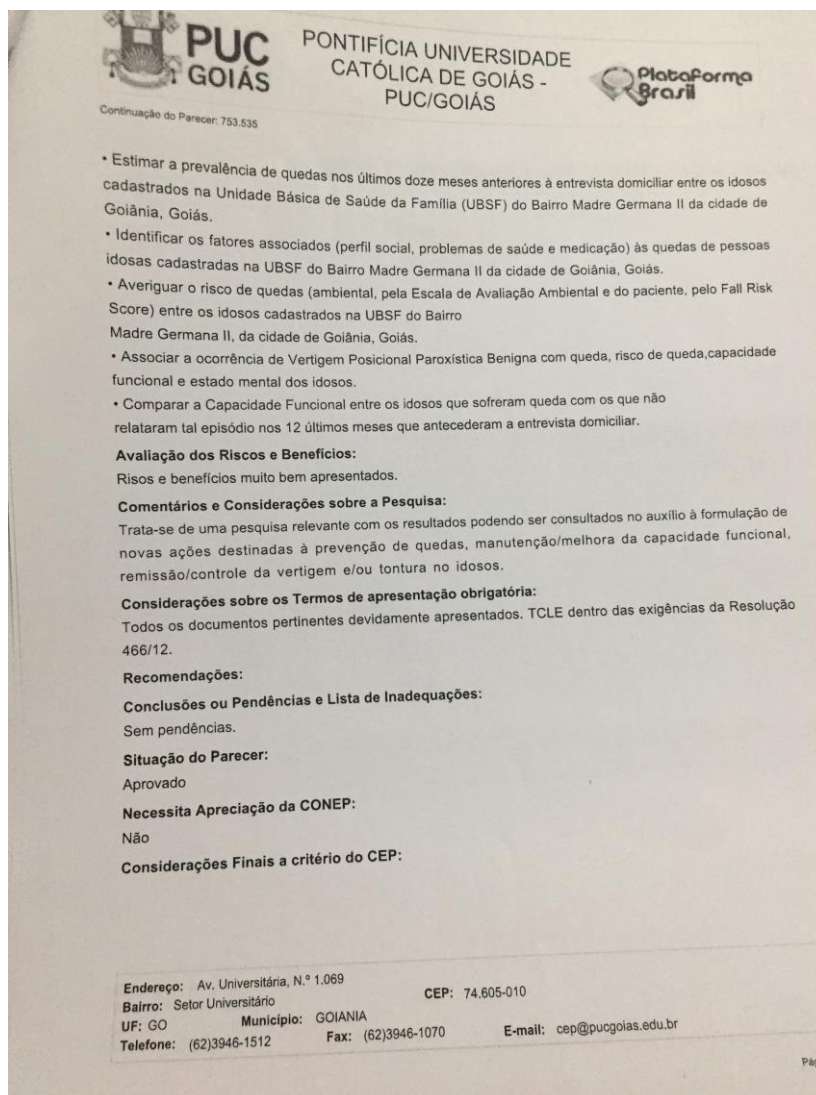 PUC
GOIÁS
PONTIFÍCIA UNIVERSIDADE
CATÓLICA DE GOIÁS -
PUC/GOIÁS
Plataforma
Brasil
Continuação do Parecer: 753.535
• Estimar a prevalência de quedas nos últimos doze meses anteriores à entrevista domiciliar entre os idosos
cadastrados na Unidade Básica de Saúde da Família (UBSF) do Bairro Madre Germana II da cidade de
Goiânia, Goiás.
• Identificar os fatores associados (perfil social, problemas de saúde e medicação) às quedas de pessoas
idosas cadastradas na UBSF do Bairro Madre Germana II da cidade de Goiânia, Goiás.
• Averiguar o risco de quedas (ambiental, pela Escala de Avaliação Ambiental e do paciente, pelo Fall Risk
Score) entre os idosos cadastrados na UBSF do Bairro
Madre Germana II, da cidade de Goiânia, Goiás.
• Associar a ocorrência de Vertigem Posicional Paroxística Benigna com queda, risco de queda,capacidade
funcional e estado mental dos idosos.
• Comparar a Capacidade Funcional entre os idosos que sofreram queda com os que não
relataram tal episódio nos 12 últimos meses que antecederam a entrevista domiciliar.
Avaliação dos Riscos e Benefícios:
Risos e benefícios muito bem apresentados.
Comentários e Considerações sobre a Pesquisa:
Trata-se de uma pesquisa relevante com os resultados podendo ser consultados no auxílio à formulação de
novas ações destinadas à prevenção de quedas, manutenção/melhora da capacidade funcional,
remissão/controle da vertigem e/ou tontura no idosos.
Considerações sobre os Termos de apresentação obrigatória:
Todos os documentos pertinentes devidamente apresentados. TCLE dentro das exigências da Resolução
466/12.
Recomendações:
Conclusões ou Pendências e Lista de Inadequações:
Sem pendências.
Situação do Parecer:
Aprovado
Necessita Apreciação da CONEP:
Não
Considerações Finais a critério do CEP:
Endereço: Av. Universitária, N.º 1.069
Bairro: Setor Universitário CEP: 74.605-010
UF: GO Município: GOIANIA
Telefone: (62)3946-1512 Fax: (62)3946-1070 E-mail: cep@pucgoias.edu.br